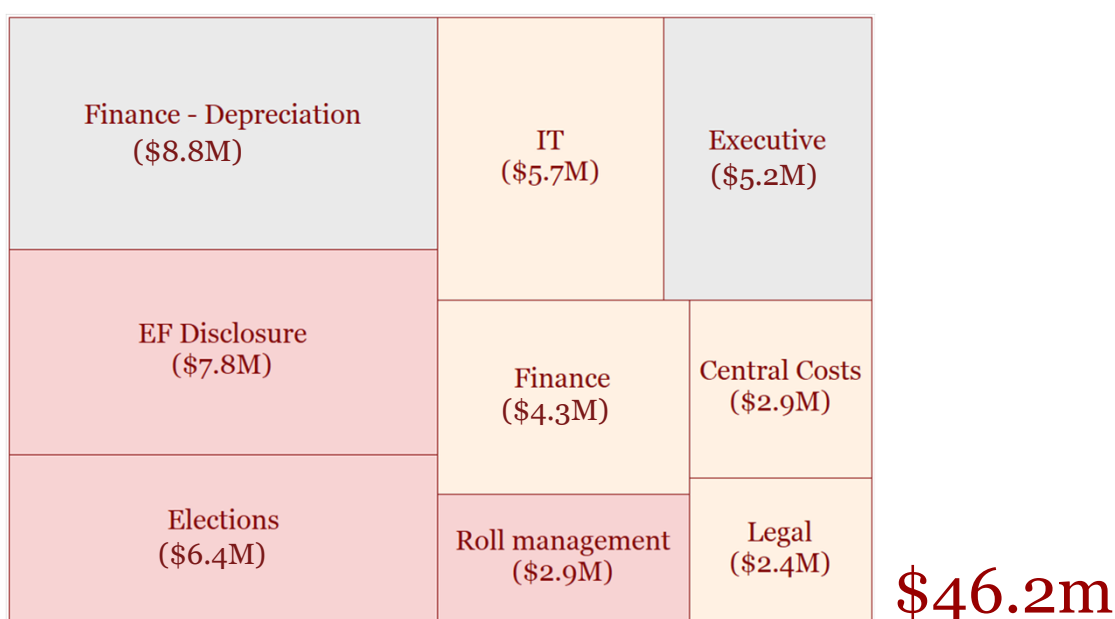 Finance - Depreciation
($8.8M)
IT
($5.7M)
Executive
($5.2M)
EF Disclosure
($7.8M)
Finance
($4.3M)
Central Costs
($2.9M)
Elections
($6.4M)
Roll management
($2.9M)
Legal
($2.4M)
$46.2m